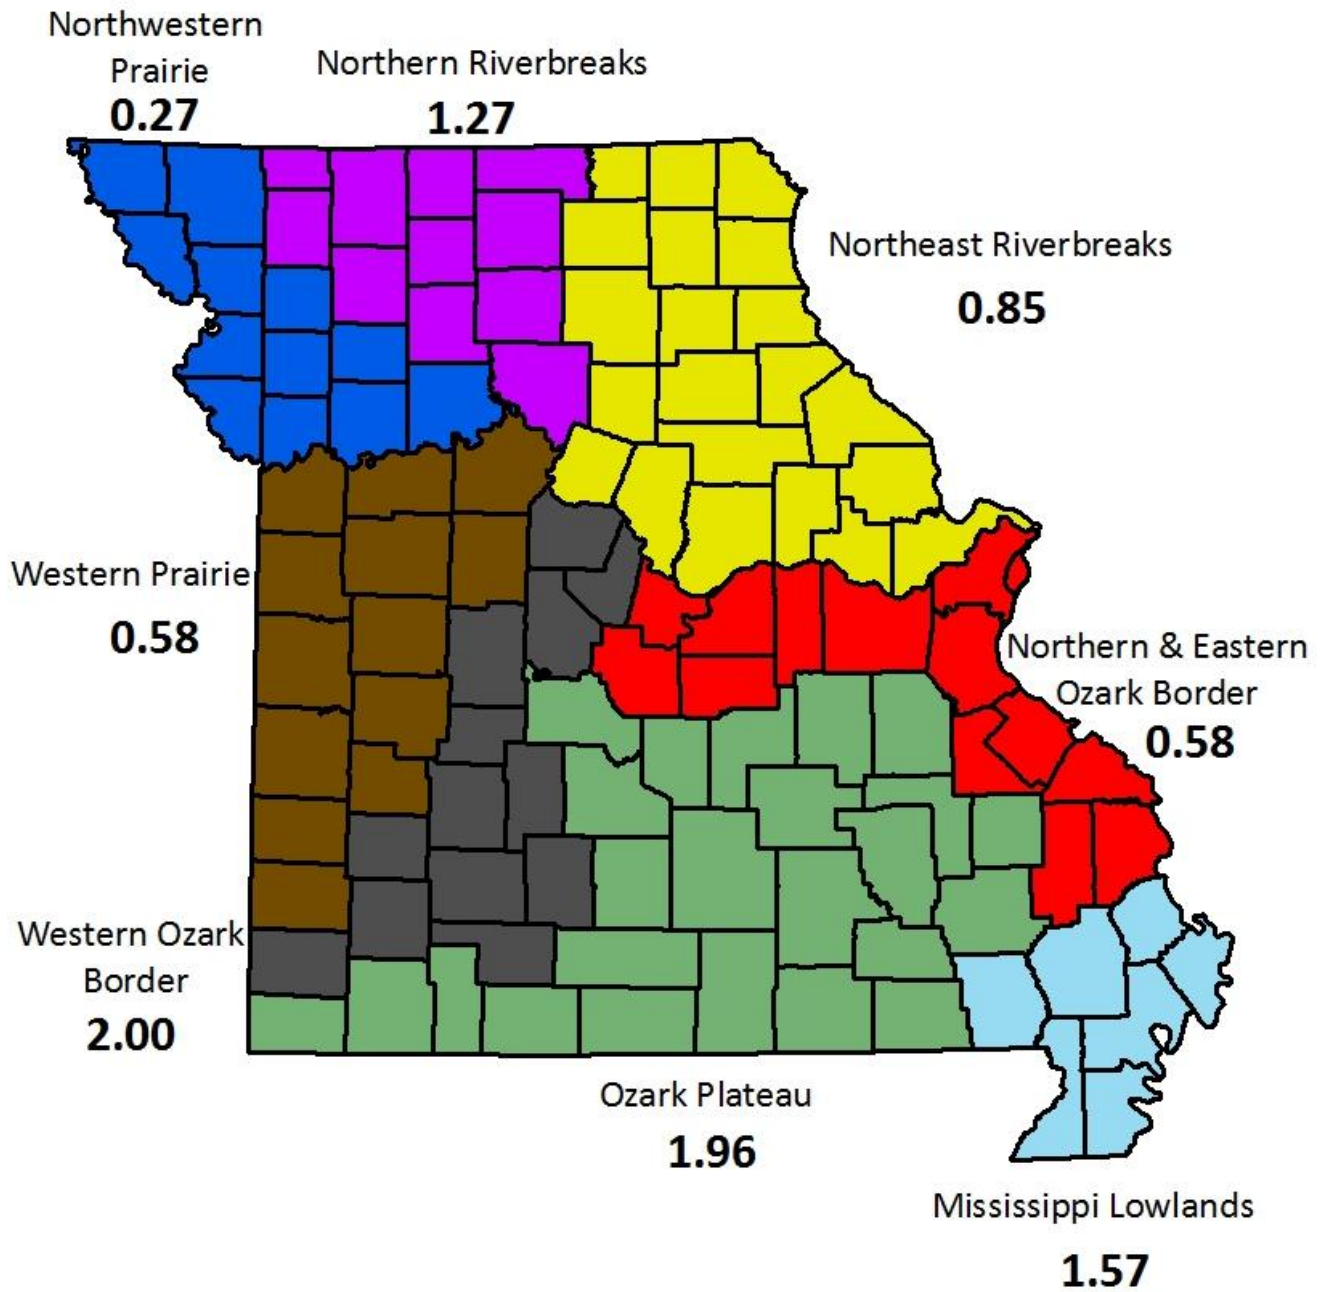 Northwestern
Prairie
0.27
Northern Riverbreaks
1.27
Northeast Riverbreaks
0.85
Western Prairie
0.58
Northern & Eastern
Ozark Border
0.58
Western Ozark
Border
2.00
Ozark Plateau
1.96
Mississippi Lowlands
1.57